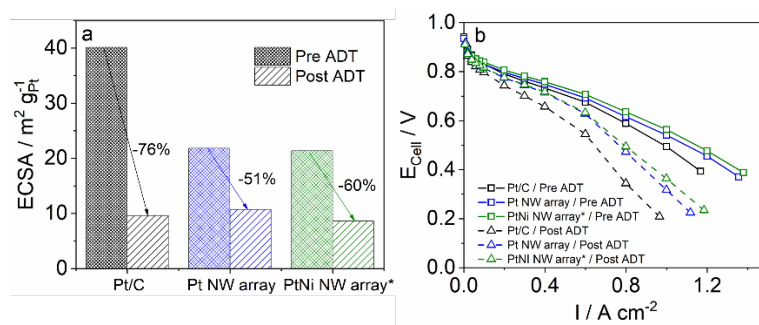 a
Pre ADT
Post ADT
-76%
-51%
-60%
ECSA / m² g⁻¹Pt
40
30
20
10
0
Pt/C
Pt NW array
PtNi NW array*
b
E_Cell / V
1.0
0.8
0.6
0.4
0.2
0.0
Pt/C / Pre ADT
Pt NW array / Pre ADT
PtNi NW array* / Pre ADT
Pt/C / Post ADT
Pt NW array / Post ADT
PtNI NW array* / Post ADT
0.0 0.4 0.8 1.2 1.6
I / A cm⁻²